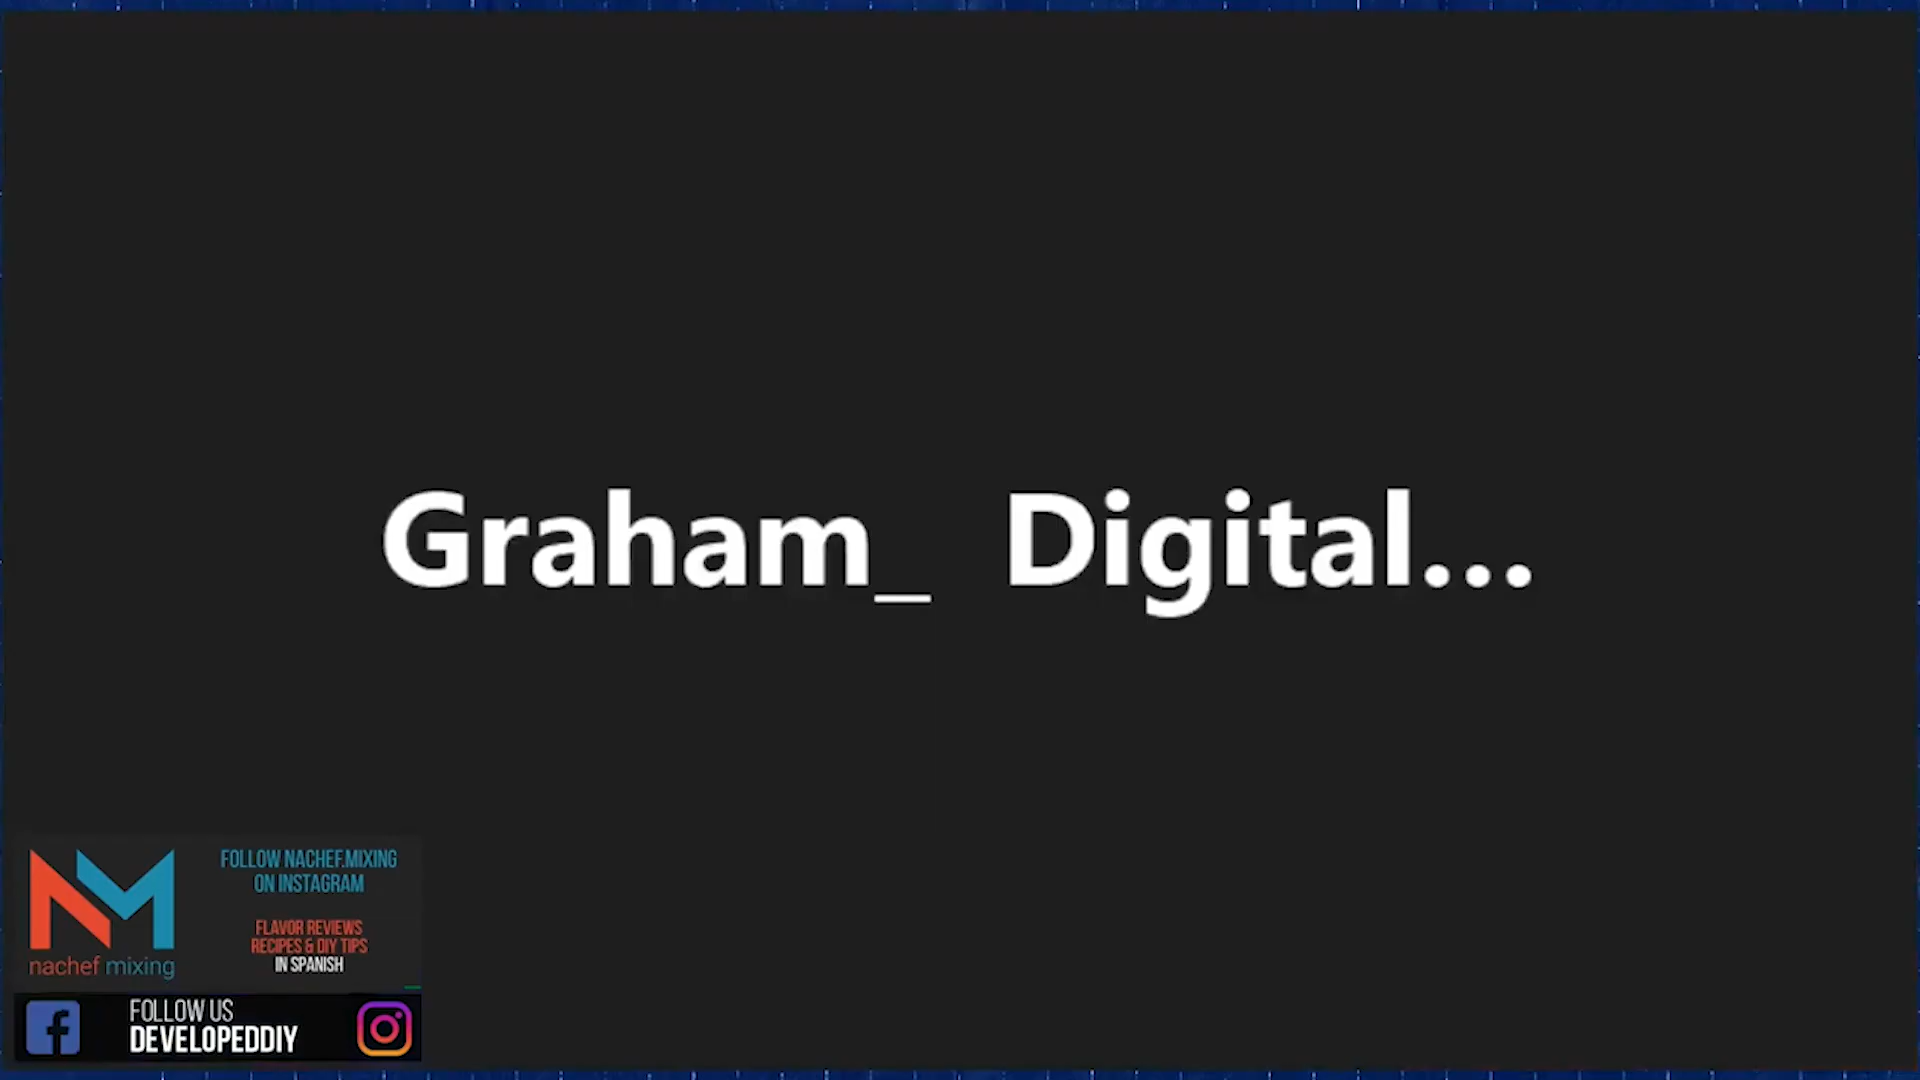 Graham_ Digital...
FOLLOW NACHEF.MIXING
ON INSTAGRAM
FLAVOR REVIEWS
RECIPES & DIY TIPS
IN SPANISH
nachef mixing
FOLLOW US
DEVELOPEDDIY